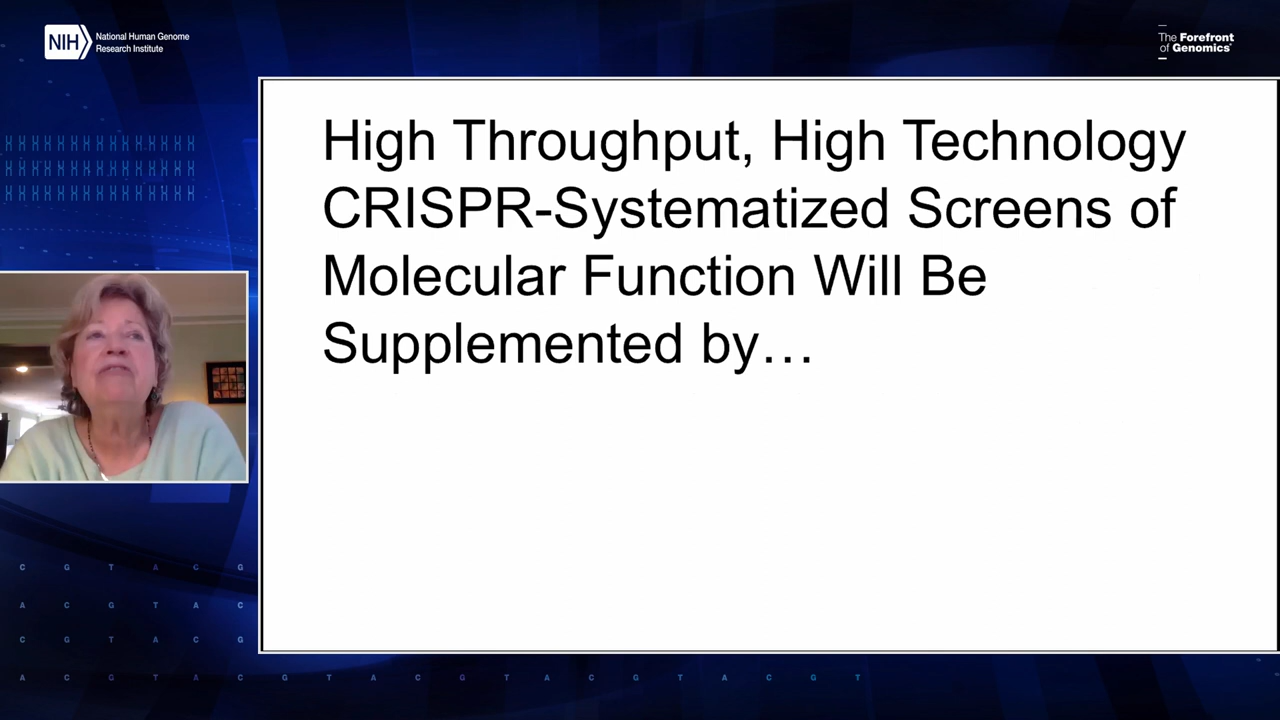 NIH
National Human Genome
Research Institute
The Forefront
of Genomics®
High Throughput, High Technology
CRISPR-Systematized Screens of
Molecular Function Will Be
Supplemented by…
C G T A C G
A C G T A C
C G T A C G
A C G T A C G T A C G T A C G T A C G T